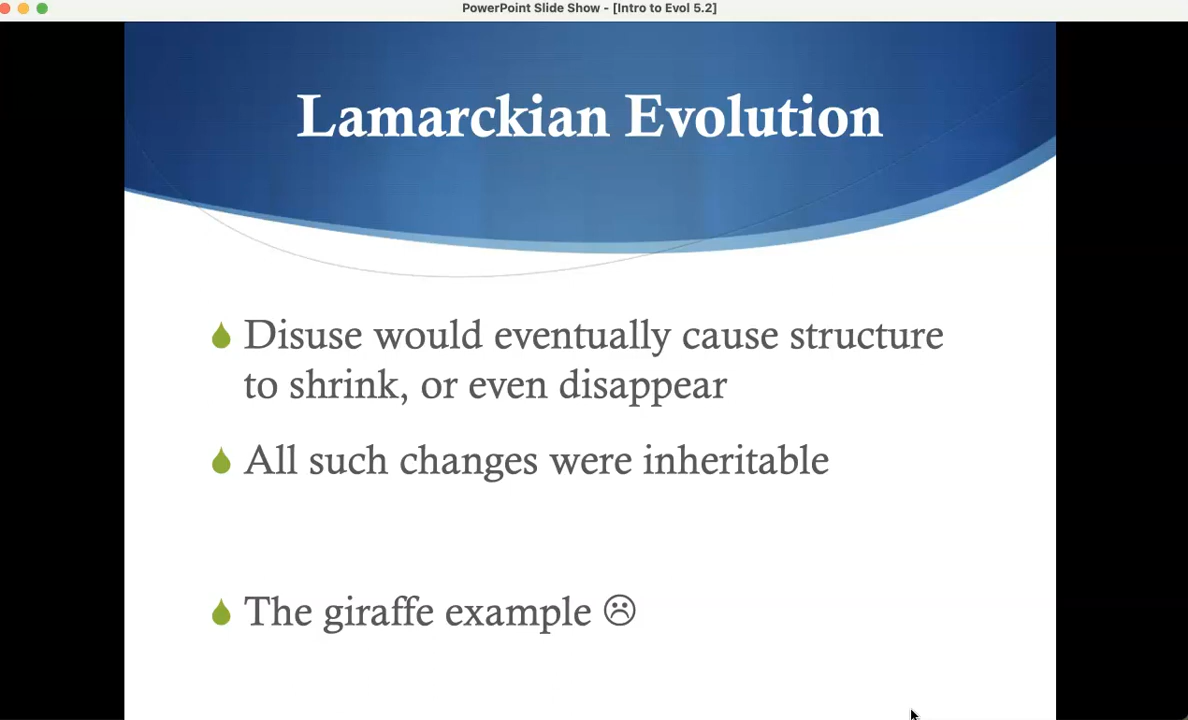 PowerPoint Slide Show - [Intro to Evol 5.2]
Lamarckian Evolution
Disuse would eventually cause structure
to shrink, or even disappear
All such changes were inheritable
The giraffe example ☹